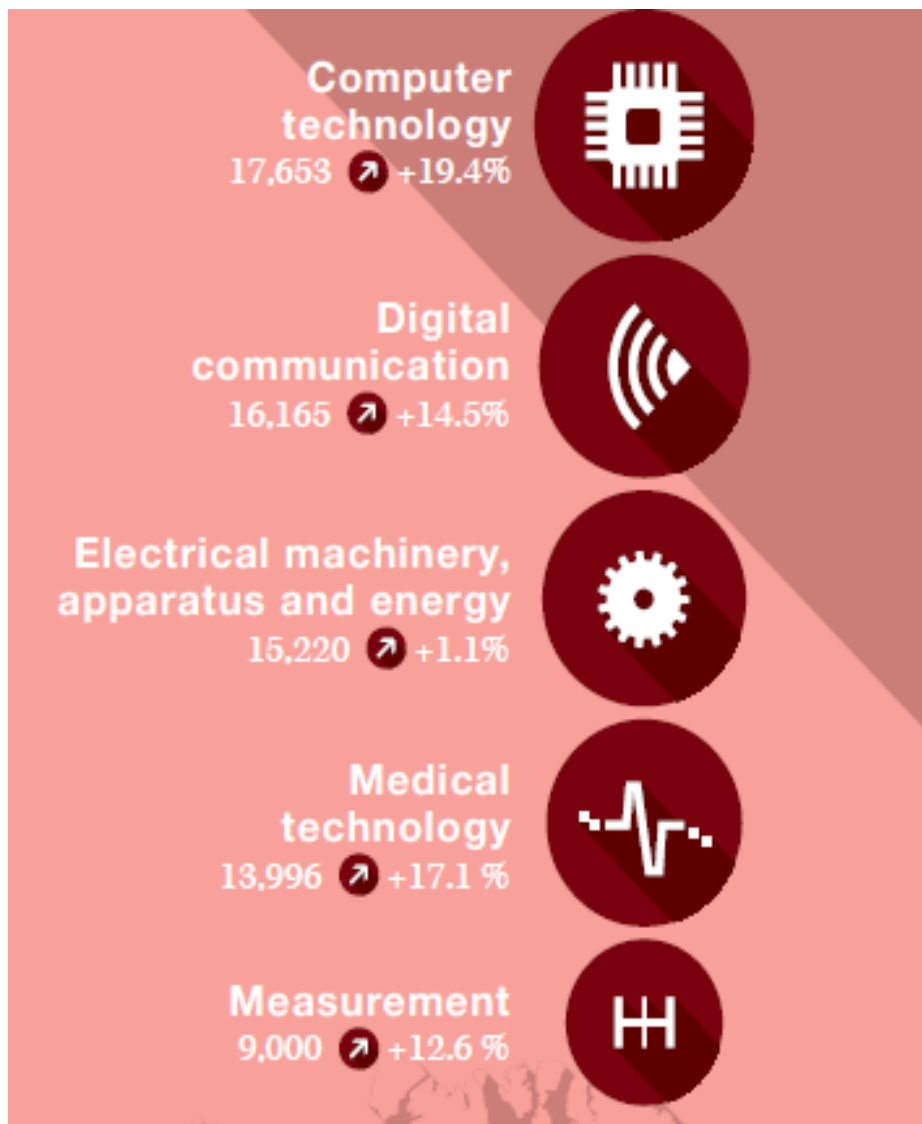 Computer
technology
17,653 +19.4%
Digital
communication
16,165 +14.5%
Electrical machinery,
apparatus and energy
15,220 +1.1%
Medical
technology
13,996 +17.1 %
Measurement
9,000 +12.6 %